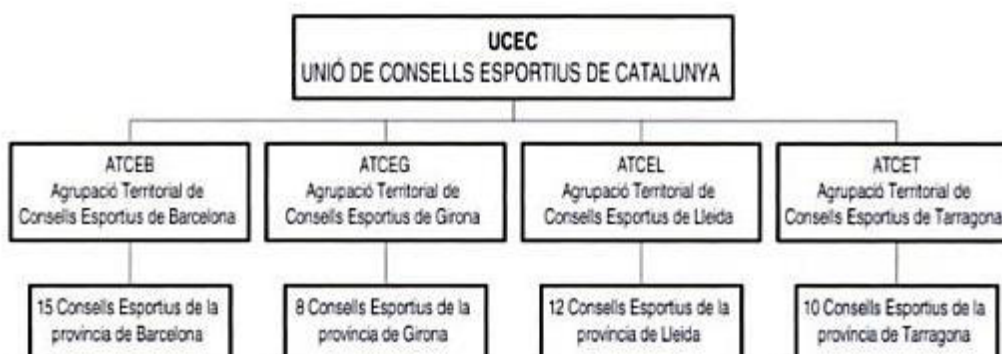 UCEC
UNIÓ DE CONSELLS ESPORTIUS DE CATALUNYA
ATCEB
Agrupació Territorial de
Consells Esportius de Barcelona
ATCEG
Agrupació Territorial de
Consells Esportius de Girona
ATCEL
Agrupació Territorial de
Consells Esportius de Lleida
ATCET
Agrupació Territorial de
Consells Esportius de Tarragona
15 Consells Esportius de la
província de Barcelona
8 Consells Esportius de la
província de Girona
12 Consells Esportius de la
província de Lleida
10 Consells Esportius de la
província de Tarragona